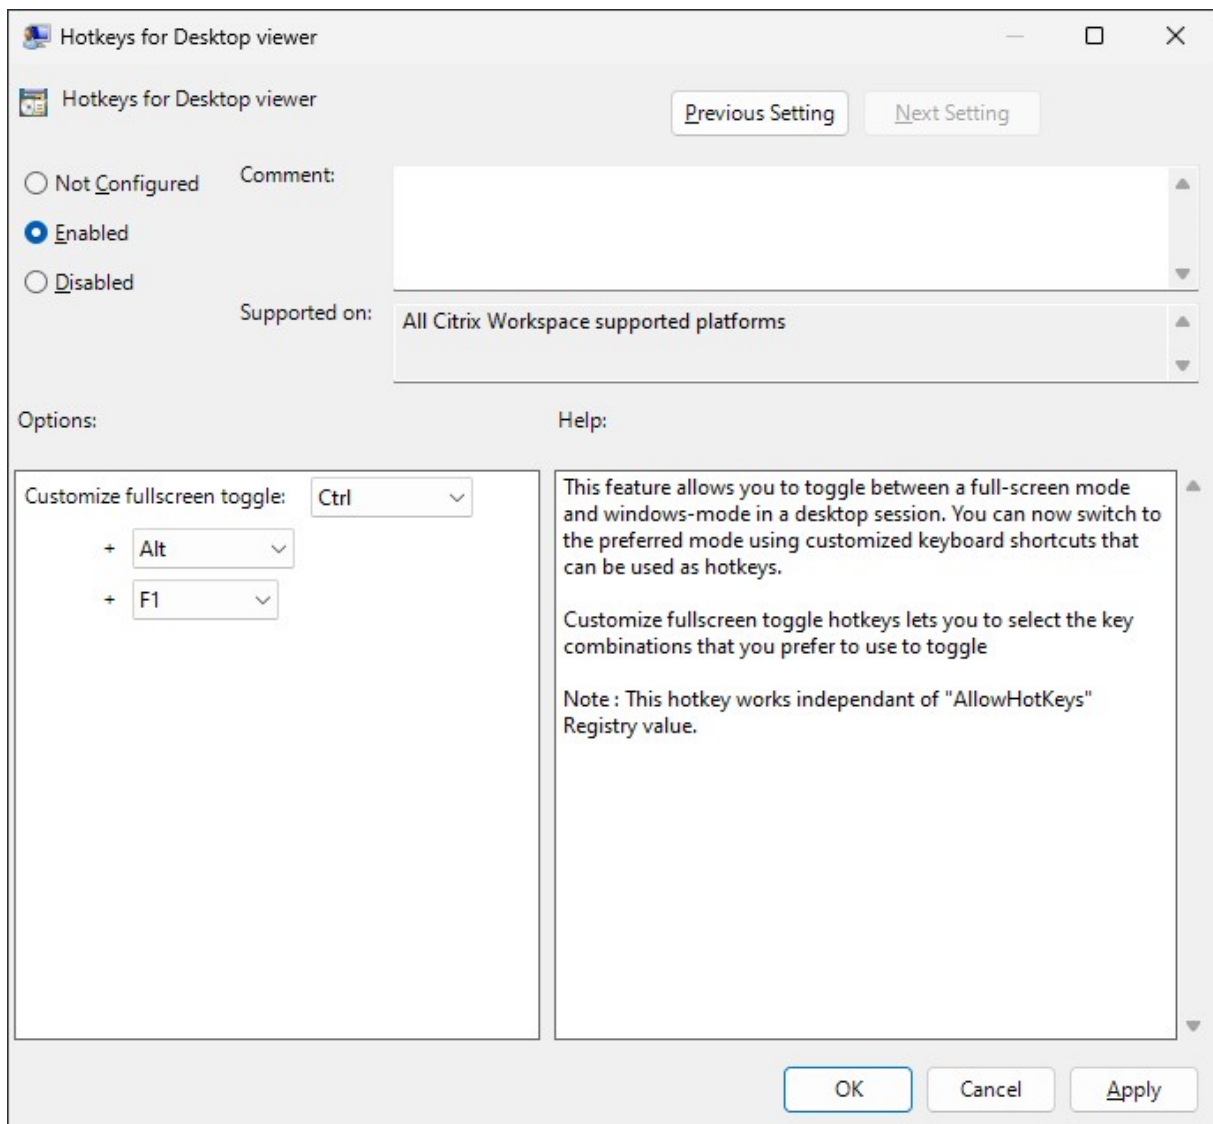 Hotkeys for Desktop viewer
Hotkeys for Desktop viewer
Previous Setting
Next Setting
Not Configured
Enabled
Disabled
Comment:
Supported on:
All Citrix Workspace supported platforms
Options:
Help:
Customize fullscreen toggle: Ctrl
+ Alt
+ F1
This feature allows you to toggle between a full-screen mode
and windows-mode in a desktop session. You can now switch to
the preferred mode using customized keyboard shortcuts that
can be used as hotkeys.
Customize fullscreen toggle hotkeys lets you to select the key
combinations that you prefer to use to toggle
Note : This hotkey works independant of "AllowHotKeys"
Registry value.
OK
Cancel
Apply